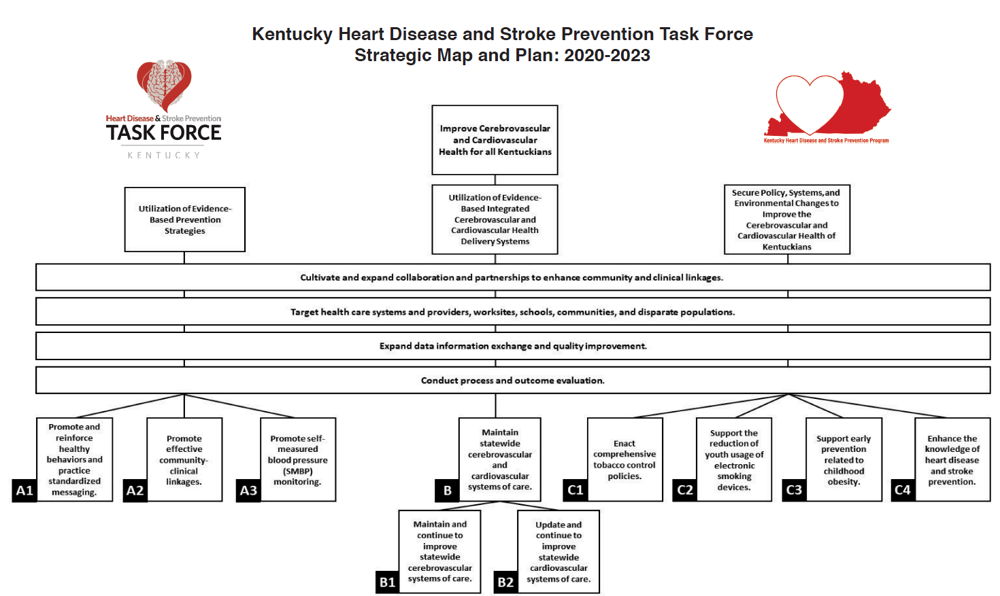 Kentucky Heart Disease and Stroke Prevention Task Force
Strategic Map and Plan: 2020-2023
Heart Disease & Stroke Prevention
TASK FORCE
KENTUCKY
Kentucky Heart Disease and Stroke Prevention Program
Improve Cerebrovascular
and Cardiovascular
Health for all Kentuckians
Utilization of Evidence-
Based Prevention
Strategies
Utilization of Evidence-
Based Integrated
Cerebrovascular and
Cardiovascular Health
Delivery Systems
Secure Policy, Systems, and
Environmental Changes to
Improve the
Cerebrovascular and
Cardiovascular Health of
Kentuckians
Cultivate and expand collaboration and partnerships to enhance community and clinical linkages.
Target health care systems and providers, worksites, schools, communities, and disparate populations.
Expand data information exchange and quality improvement.
Conduct process and outcome evaluation.
Promote and
reinforce
healthy
behaviors and
practice
standardized
messaging.
A1
Promote
effective
community-
clinical
linkages.
A2
Promote self-
measured
blood pressure
(SMBP)
monitoring.
A3
Maintain
statewide
cerebrovascular
and
cardiovascular
systems of care.
B
Enact
comprehensive
tobacco control
policies.
C1
Support the
reduction of
youth usage of
electronic
smoking
devices.
C2
Support early
prevention
related to
childhood
obesity.
C3
Enhance the
knowledge of
heart disease
and stroke
prevention.
C4
Maintain and
continue to
improve
statewide
cerebrovascular
systems of care.
B1
Update and
continue to
improve
statewide
cardiovascular
systems of care.
B2